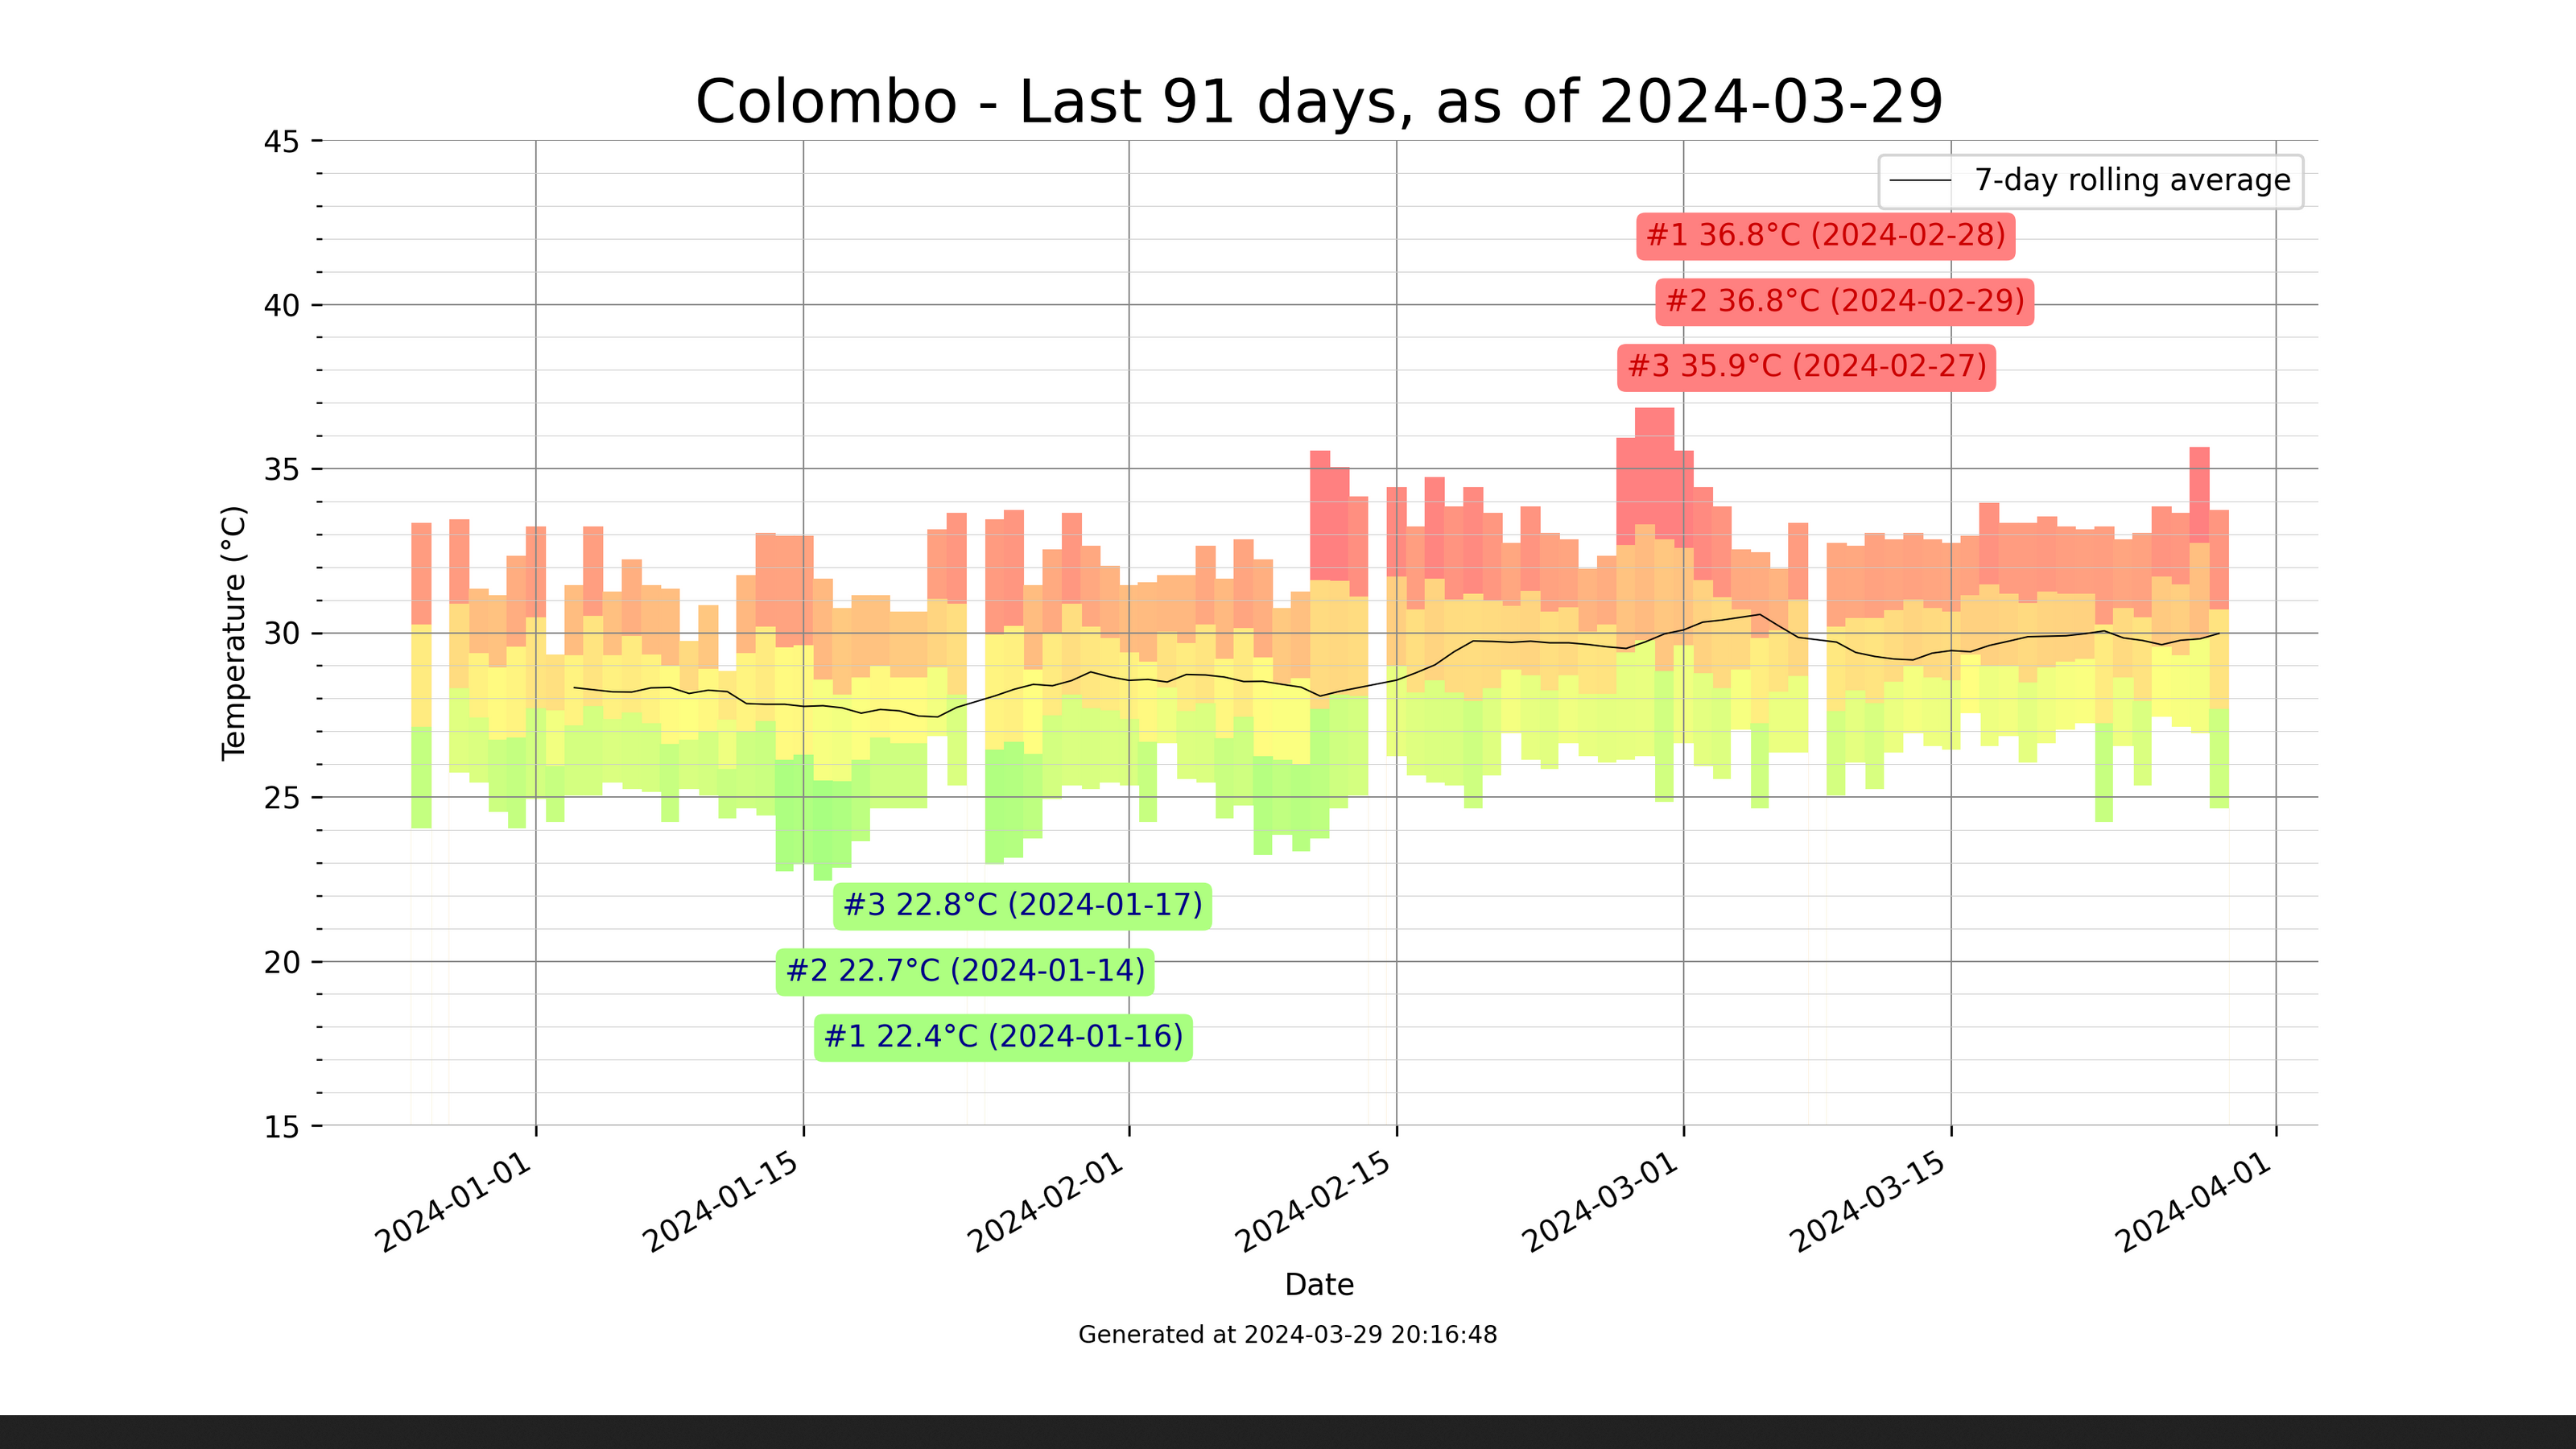 Colombo - Last 91 days, as of 2024-03-29
7-day rolling average
#1 36.8°C (2024-02-28)
#2 36.8°C (2024-02-29)
#3 35.9°C (2024-02-27)
#3 22.8°C (2024-01-17)
#2 22.7°C (2024-01-14)
#1 22.4°C (2024-01-16)
Temperature (°C)
45
40
35
30
25
20
15
2024-01-01
2024-01-15
2024-02-01
2024-02-15
2024-03-01
2024-03-15
2024-04-01
Date
Generated at 2024-03-29 20:16:48